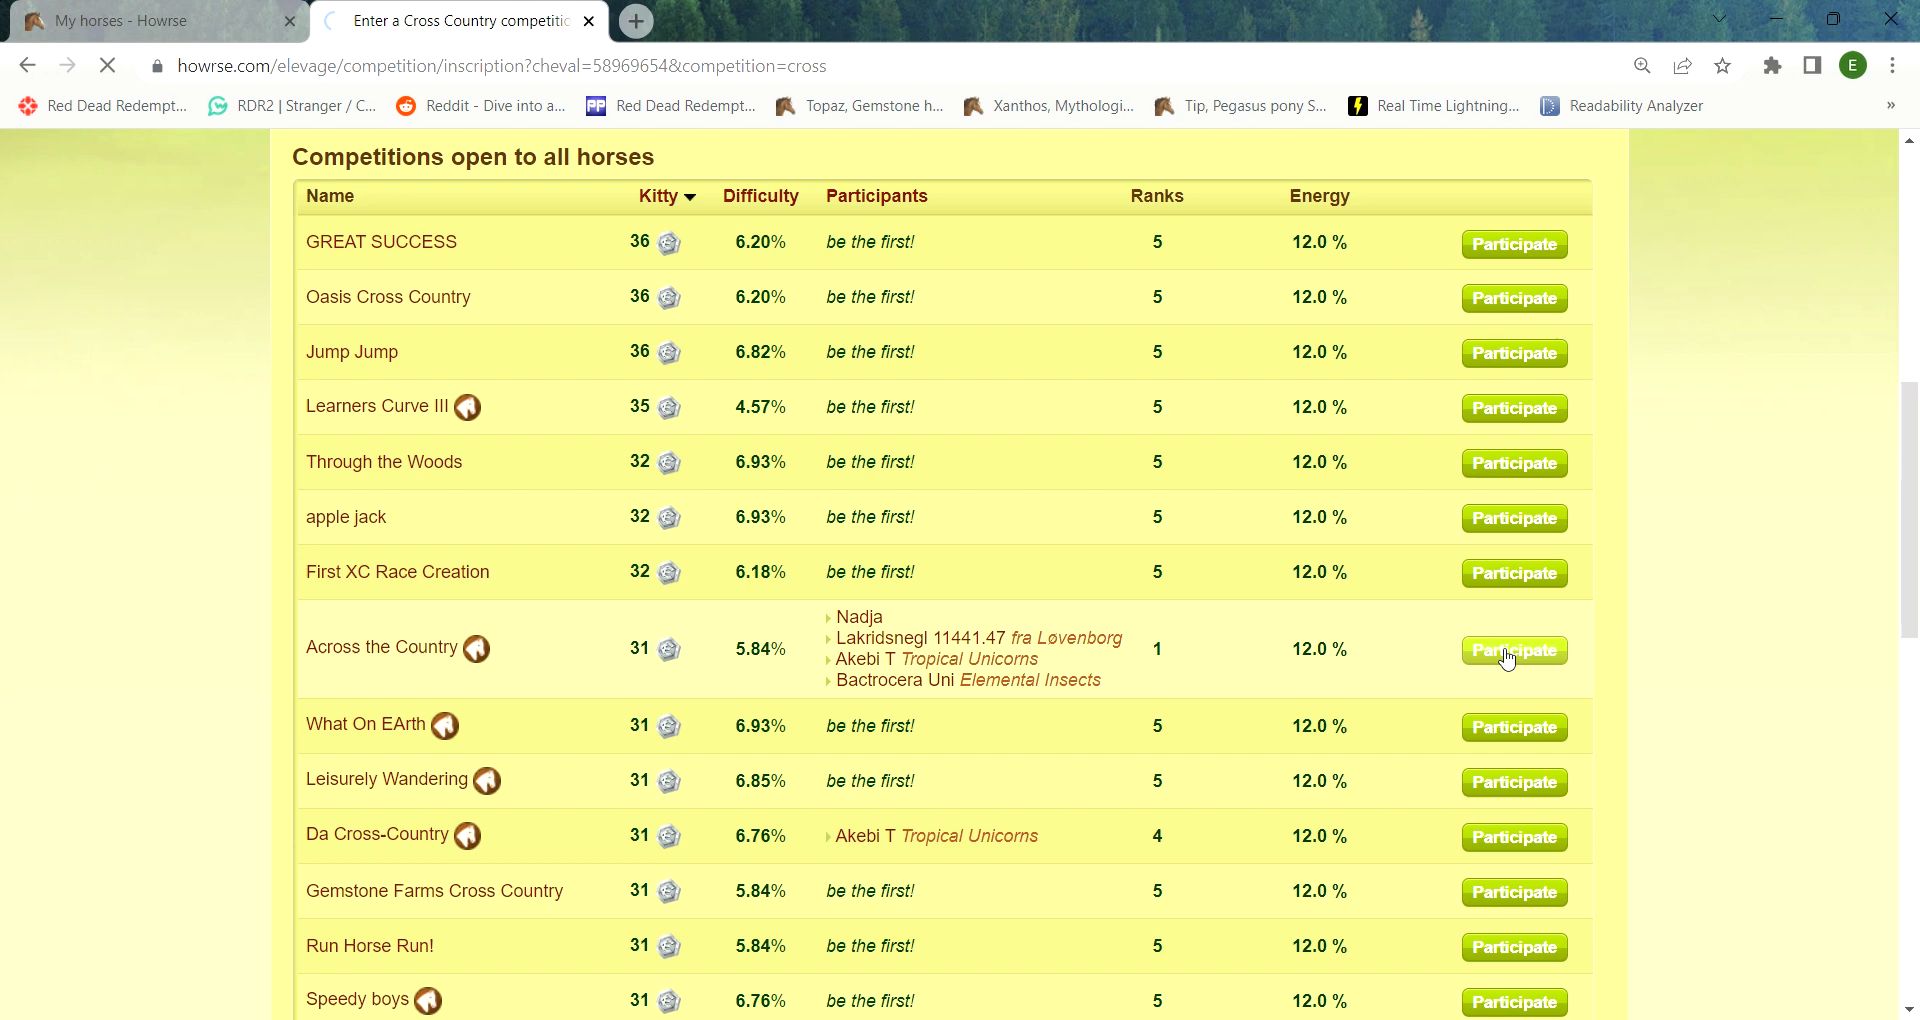 My horses - Howrse
Enter a Cross Country competitio
howrse.com/elevage/competition/inscription?cheval=58969654&competition=cross
E
Red Dead Redempt... RDR2 | Stranger / C... Reddit - Dive into a... PP Red Dead Redempt... Topaz, Gemstone h... Xanthos, Mythologi... Tip, Pegasus pony S... Real Time Lightning... Readability Analyzer »
Competitions open to all horses
Name Kitty Difficulty Participants Ranks Energy
GREAT SUCCESS 36 6.20% be the first! 5 12.0 % Participate
Oasis Cross Country 36 6.20% be the first! 5 12.0 % Participate
Jump Jump 36 6.82% be the first! 5 12.0 % Participate
Learners Curve III 35 4.57% be the first! 5 12.0 % Participate
Through the Woods 32 6.93% be the first! 5 12.0 % Participate
apple jack 32 6.93% be the first! 5 12.0 % Participate
First XC Race Creation 32 6.18% be the first! 5 12.0 % Participate
Nadja
Lakridsnegl 11441.47 fra Løvenborg
Across the Country 31 5.84% 1 12.0 % Participate
Akebi T Tropical Unicorns
Bactrocera Uni Elemental Insects
What On EArth 31 6.93% be the first! 5 12.0 % Participate
Leisurely Wandering 31 6.85% be the first! 5 12.0 % Participate
Da Cross-Country 31 6.76% Akebi T Tropical Unicorns 4 12.0 % Participate
Gemstone Farms Cross Country 31 5.84% be the first! 5 12.0 % Participate
Run Horse Run! 31 5.84% be the first! 5 12.0 % Participate
Speedy boys 31 6.76% be the first! 5 12.0 % Participate